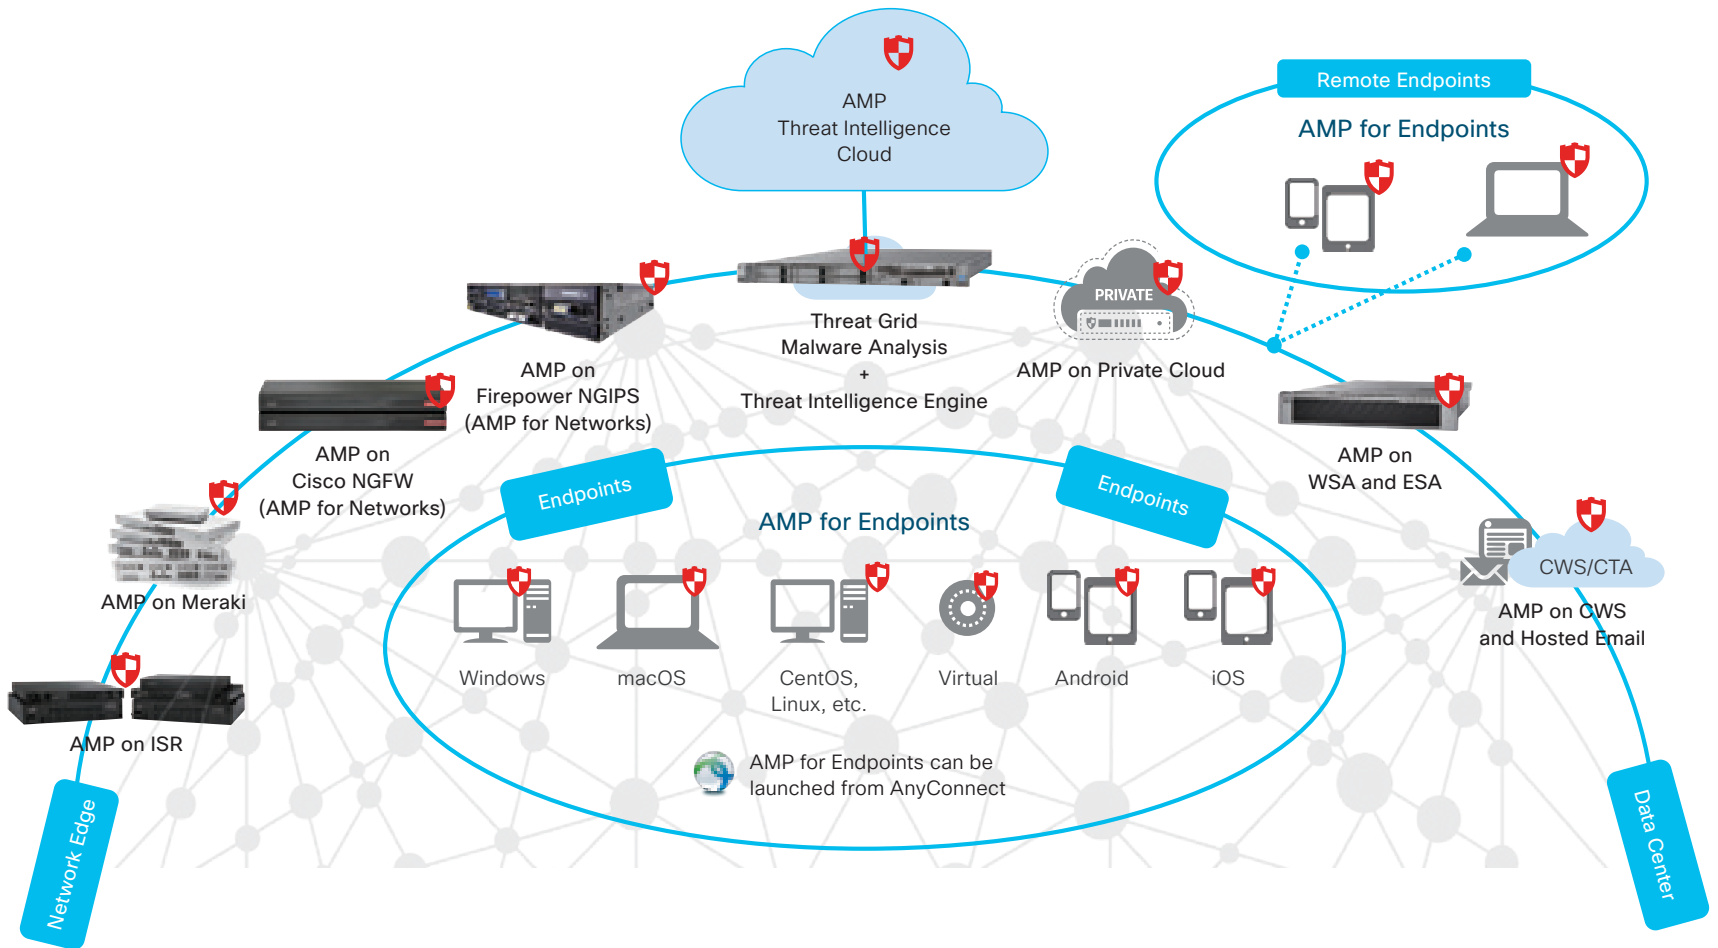 AMP
Threat Intelligence
Cloud
Remote Endpoints
AMP for Endpoints
PRIVATE
Threat Grid
Malware Analysis
+
Threat Intelligence Engine
AMP on Private Cloud
AMP on
Firepower NGIPS
(AMP for Networks)
AMP on
Cisco NGFW
(AMP for Networks)
AMP on
WSA and ESA
AMP on Meraki
CWS/CTA
AMP on CWS
and Hosted Email
AMP on ISR
Endpoints
Endpoints
AMP for Endpoints
Windows
macOS
CentOS,
Linux, etc.
Virtual
Android
iOS
AMP for Endpoints can be
launched from AnyConnect
Network Edge
Data Center